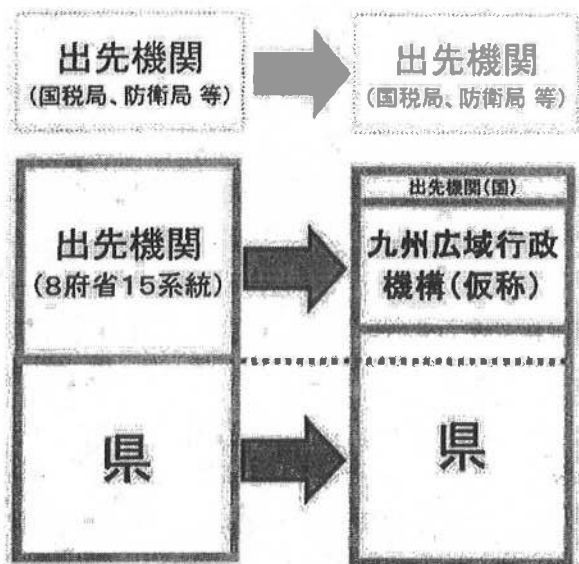 出先機関
(国税局、防衛局 等)
出先機関
(国税局、防衛局 等)
出先機関
(8府省15系統)
出先機関(国)
九州広域行政
機構(仮称)
県
県